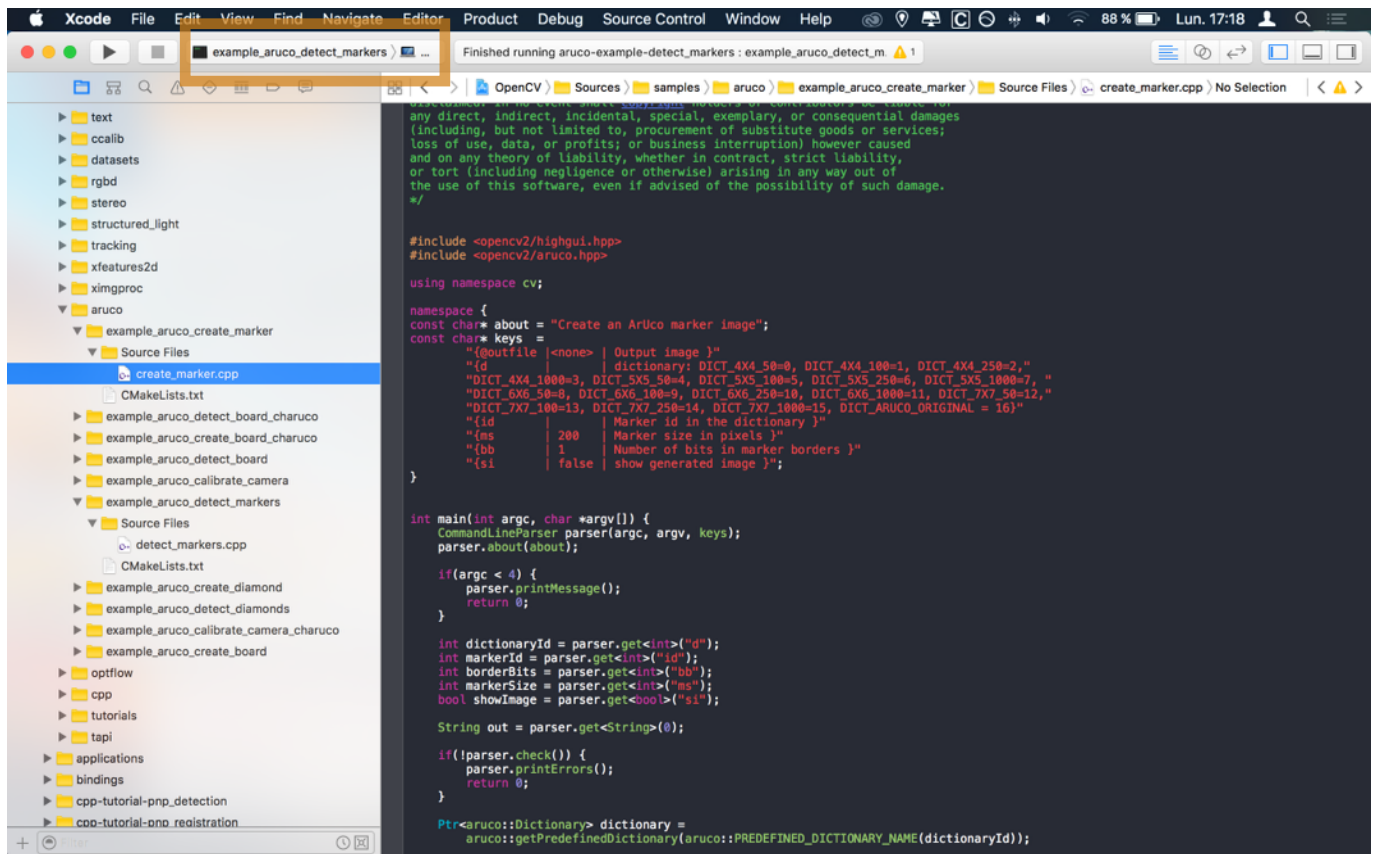 Xcode File Edit View Find Navigate Editor Product Debug Source Control Window Help 88 % Lun. 17:18
example_aruco_detect_markers ⟩ ... Finished running aruco-example-detect_markers : example_aruco_detect_m. 1
OpenCV ⟩ Sources ⟩ samples ⟩ aruco ⟩ example_aruco_create_marker ⟩ Source Files ⟩ create_marker.cpp ⟩ No Selection
text
ccalib
datasets
rgbd
stereo
structured_light
tracking
xfeatures2d
ximgproc
aruco
example_aruco_create_marker
Source Files
create_marker.cpp
CMakeLists.txt
example_aruco_detect_board_charuco
example_aruco_create_board_charuco
example_aruco_detect_board
example_aruco_calibrate_camera
example_aruco_detect_markers
Source Files
detect_markers.cpp
CMakeLists.txt
example_aruco_create_diamond
example_aruco_detect_diamonds
example_aruco_calibrate_camera_charuco
example_aruco_create_board
optflow
cpp
tutorials
tapi
applications
bindings
cpp-tutorial-pnp_detection
cpp-tutorial-pnp_registration
Filter
disclaimed. In no event shall copyright holders or contributors be liable for
any direct, indirect, incidental, special, exemplary, or consequential damages
(including, but not limited to, procurement of substitute goods or services;
loss of use, data, or profits; or business interruption) however caused
and on any theory of liability, whether in contract, strict liability,
or tort (including negligence or otherwise) arising in any way out of
the use of this software, even if advised of the possibility of such damage.
*/
#include <opencv2/highgui.hpp>
#include <opencv2/aruco.hpp>
using namespace cv;
namespace {
const char* about = "Create an ArUco marker image";
const char* keys =
"{@outfile |<none> | Output image }"
"{d | | dictionary: DICT_4X4_50=0, DICT_4X4_100=1, DICT_4X4_250=2,"
"DICT_4X4_1000=3, DICT_5X5_50=4, DICT_5X5_100=5, DICT_5X5_250=6, DICT_5X5_1000=7, "
"DICT_6X6_50=8, DICT_6X6_100=9, DICT_6X6_250=10, DICT_6X6_1000=11, DICT_7X7_50=12,"
"DICT_7X7_100=13, DICT_7X7_250=14, DICT_7X7_1000=15, DICT_ARUCO_ORIGINAL = 16}"
"{id | | Marker id in the dictionary }"
"{ms | 200 | Marker size in pixels }"
"{bb | 1 | Number of bits in marker borders }"
"{si | false | show generated image }";
}
int main(int argc, char *argv[]) {
CommandLineParser parser(argc, argv, keys);
parser.about(about);
if(argc < 4) {
parser.printMessage();
return 0;
}
int dictionaryId = parser.get<int>("d");
int markerId = parser.get<int>("id");
int borderBits = parser.get<int>("bb");
int markerSize = parser.get<int>("ms");
bool showImage = parser.get<bool>("si");
String out = parser.get<String>(0);
if(!parser.check()) {
parser.printErrors();
return 0;
}
Ptr<aruco::Dictionary> dictionary =
aruco::getPredefinedDictionary(aruco::PREDEFINED_DICTIONARY_NAME(dictionaryId));